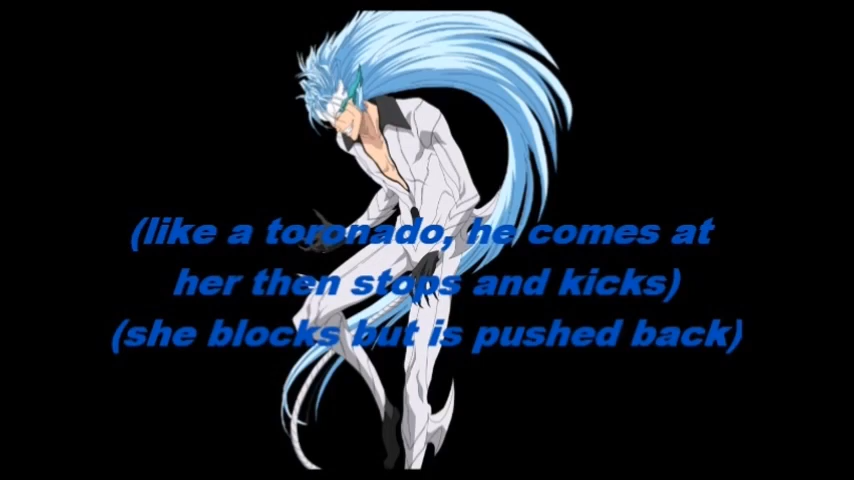 (like a toronado, he comes at
her then stops and kicks)
(she blocks but is pushed back)